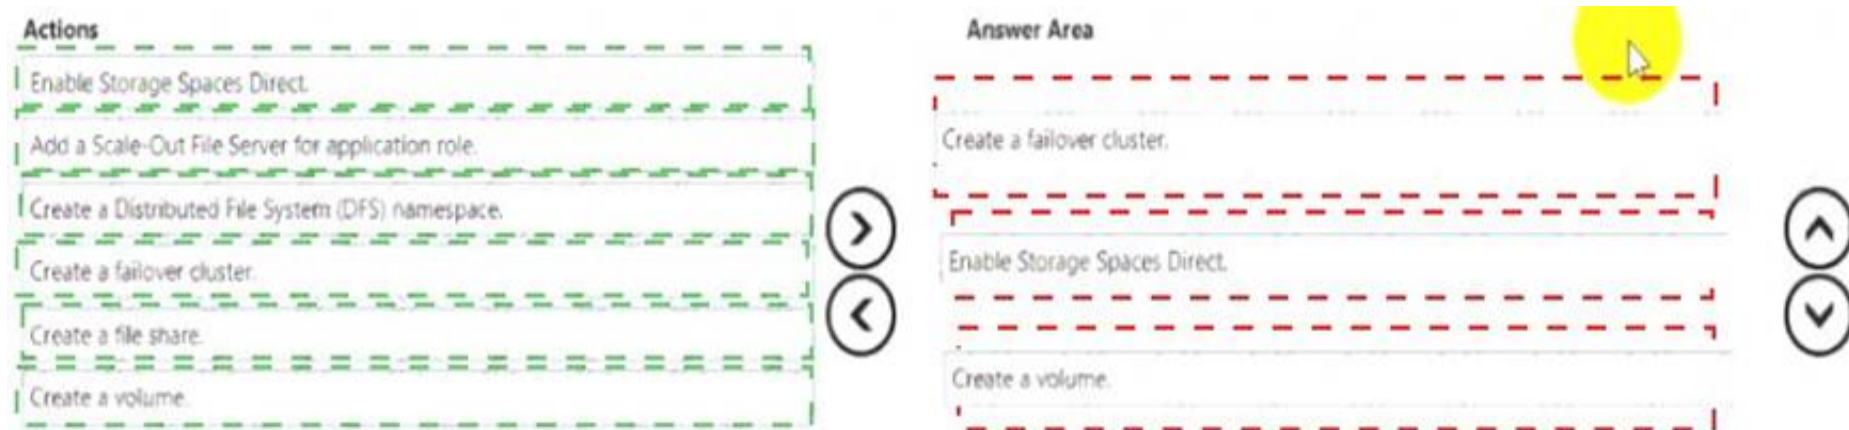 Actions
Enable Storage Spaces Direct.
Add a Scale-Out File Server for application role.
Create a Distributed File System (DFS) namespace.
Create a failover cluster.
Create a file share.
Create a volume.
Answer Area
Create a failover cluster.
Enable Storage Spaces Direct.
Create a volume.